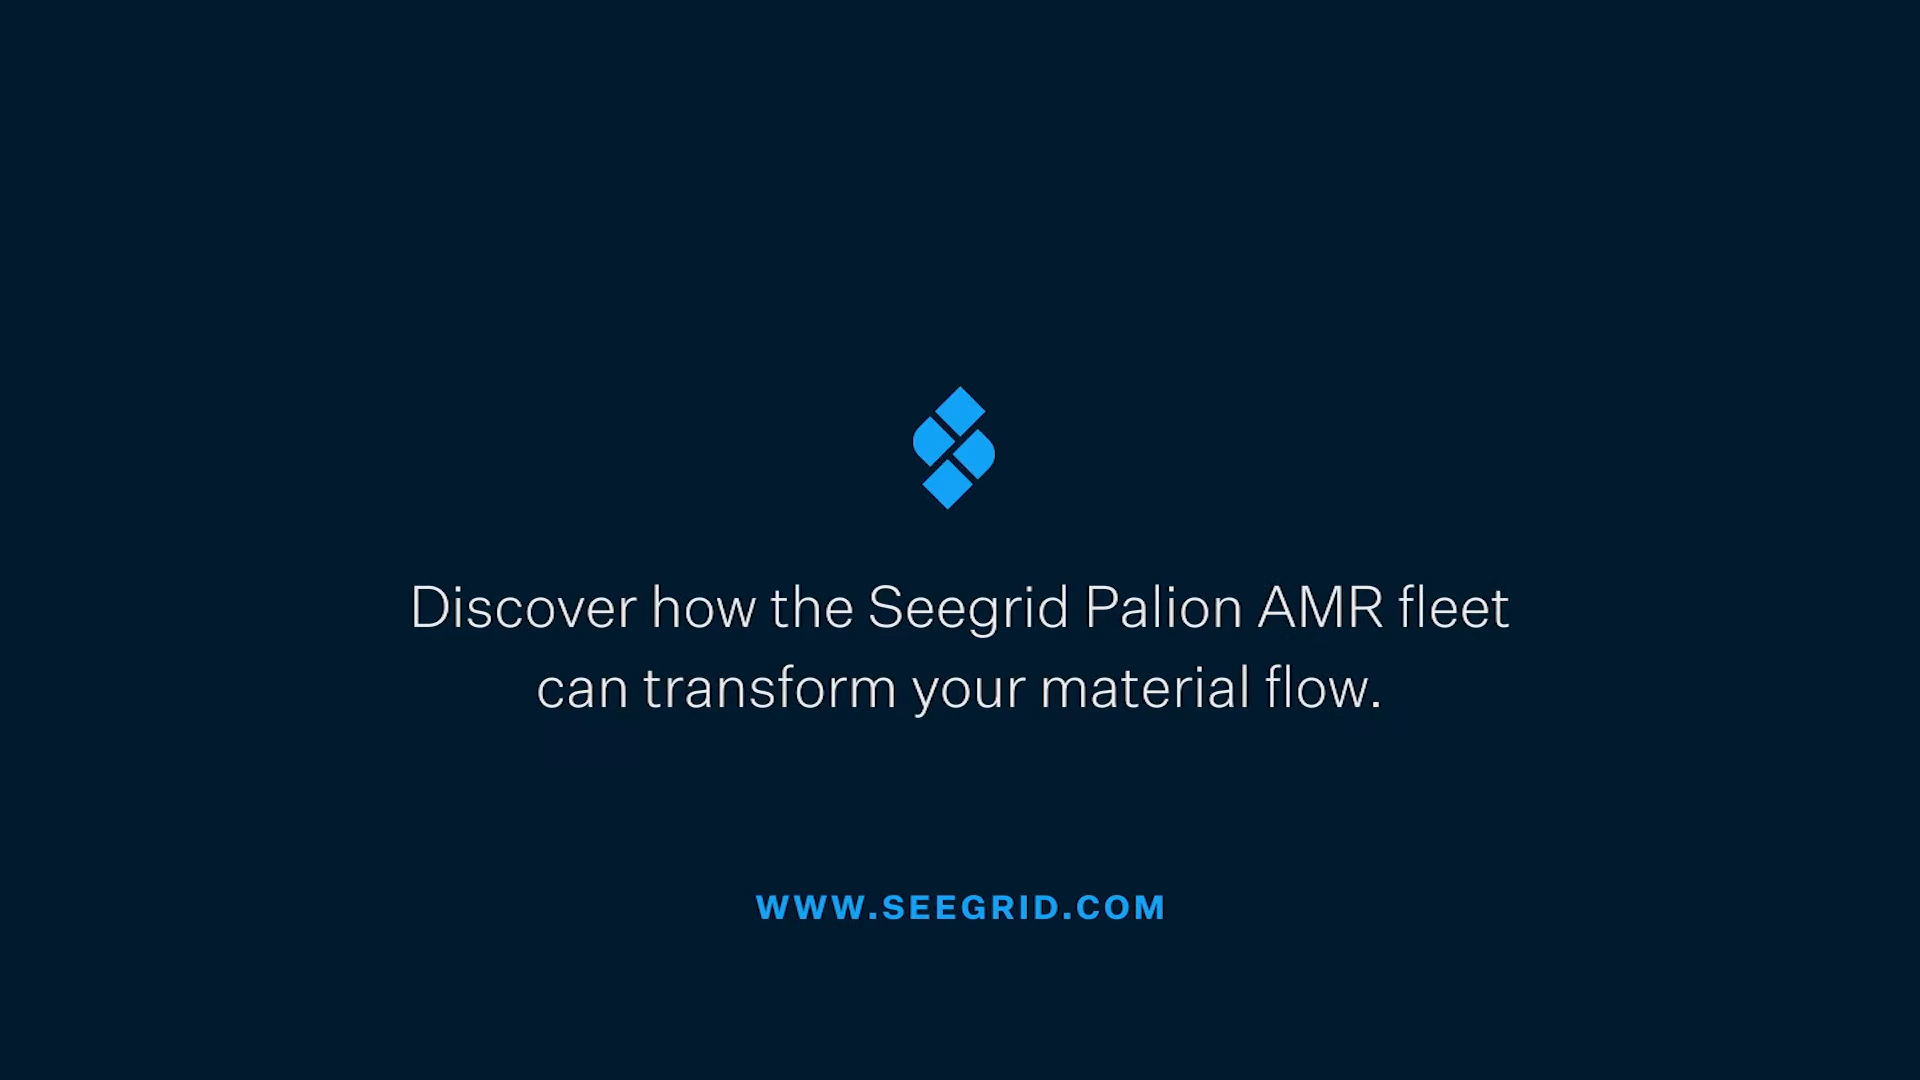 Discover how the Seegrid Palion AMR fleet
can transform your material flow.
WWW.SEEGRID.COM